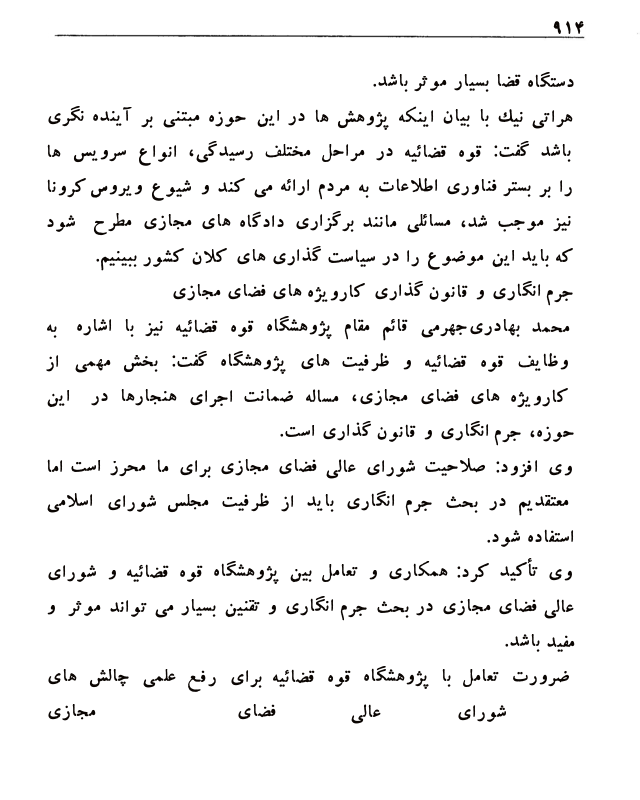 ۹۱۴
دستگاه قضا بسیار موثر باشد.
هراتی نیك با بیان اینکه پژوهش ها در این حوزه مبتنی بر آینده نگری
باشد گفت: قوه قضائیه در مراحل مختلف رسیدگی، انواع سرویس ها
را بر بستر فناوری اطلاعات به مردم ارائه می کند و شیوع ویروس کرونا
نیز موجب شد، مسائلی مانند برگزاری دادگاه های مجازی مطرح شود
که باید این موضوع را در سیاست گذاری های کلان کشور ببینیم.
جرم انگاری و قانون گذاری کارویژه های فضای مجازی
محمد بهادری‌جهرمی قائم مقام پژوهشگاه قوه قضائیه نیز با اشاره به
وظایف قوه قضائیه و ظرفیت های پژوهشگاه گفت: بخش مهمی از
کارویژه های فضای مجازی، مساله ضمانت اجرای هنجارها در این
حوزه، جرم انگاری و قانون گذاری است.
وی افزود: صلاحیت شورای عالی فضای مجازی برای ما محرز است اما
معتقدیم در بحث جرم انگاری باید از ظرفیت مجلس شورای اسلامی
استفاده شود.
وی تأکید کرد: همکاری و تعامل بین پژوهشگاه قوه قضائیه و شورای
عالی فضای مجازی در بحث جرم انگاری و تقنین بسیار می تواند موثر و
مفید باشد.
ضرورت تعامل با پژوهشگاه قوه قضائیه برای رفع علمی چالش های
شورای عالی فضای مجازی